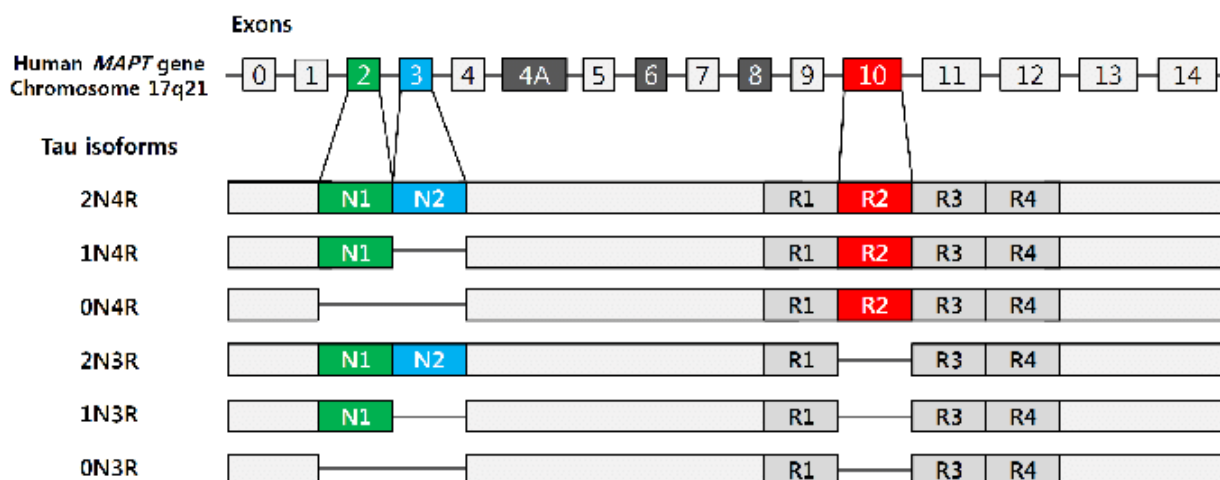 Exons
Human MAPT gene
Chromosome 17q21
0 1 2 3 4 4A 5 6 7 8 9 10 11 12 13 14
Tau isoforms
2N4R N1 N2 R1 R2 R3 R4
1N4R N1 R1 R2 R3 R4
0N4R R1 R2 R3 R4
2N3R N1 N2 R1 R3 R4
1N3R N1 R1 R3 R4
0N3R R1 R3 R4